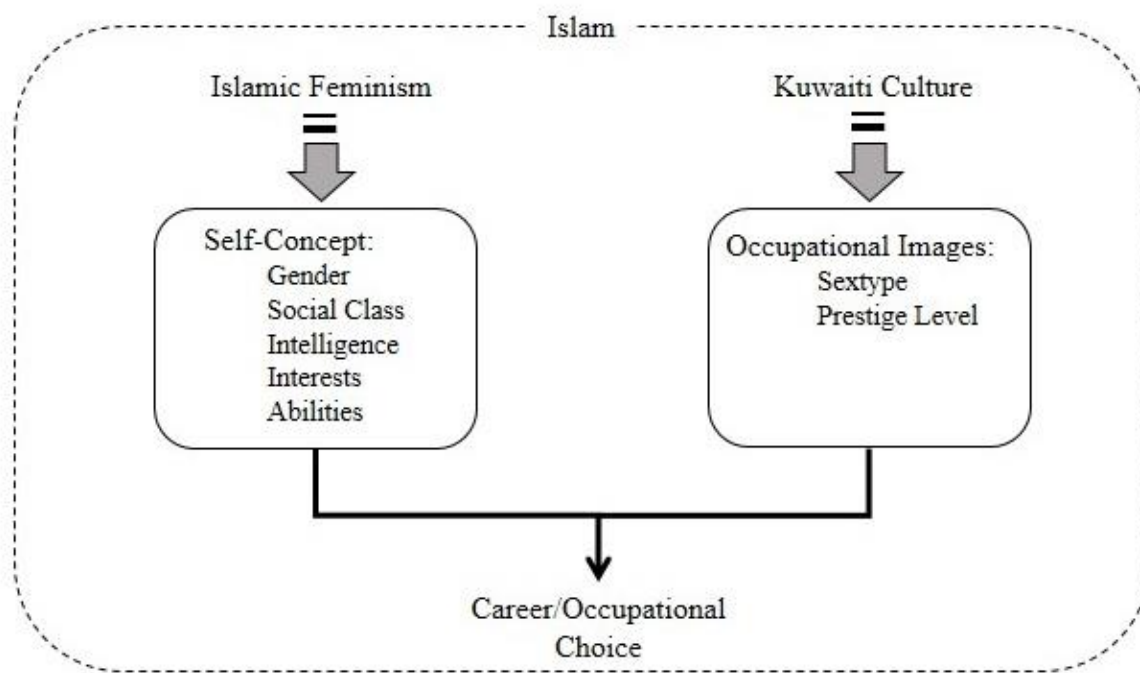 Islam
Islamic Feminism
Kuwaiti Culture
Self-Concept:
Gender
Social Class
Intelligence
Interests
Abilities
Occupational Images:
Sextype
Prestige Level
Career/Occupational
Choice